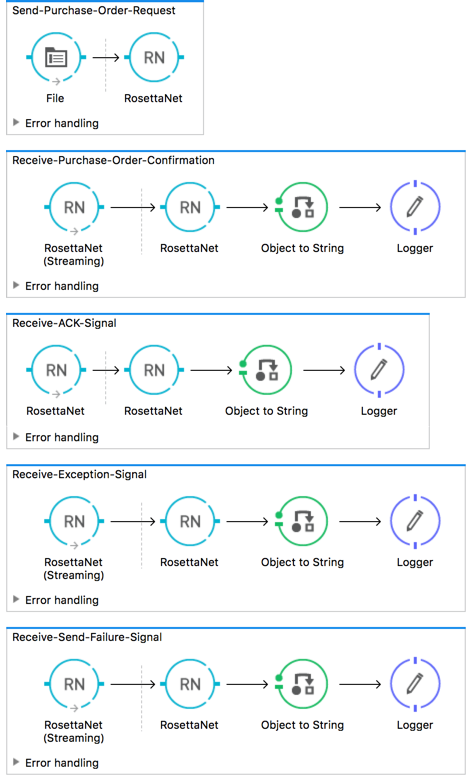 Send-Purchase-Order-Request
RN
File RosettaNet
Error handling
Receive-Purchase-Order-Confirmation
RN RN
RosettaNet RosettaNet Object to String Logger
(Streaming)
Error handling
Receive-ACK-Signal
RN RN
RosettaNet RosettaNet Object to String Logger
Error handling
Receive-Exception-Signal
RN RN
RosettaNet RosettaNet Object to String Logger
(Streaming)
Error handling
Receive-Send-Failure-Signal
RN RN
RosettaNet RosettaNet Object to String Logger
(Streaming)
Error handling